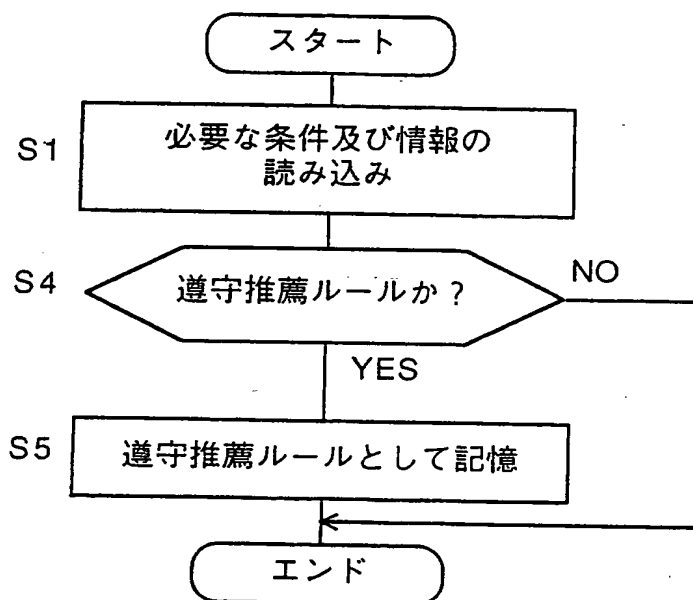 スタート
S1
必要な条件及び情報の
読み込み
S4
遵守推薦ルールか?
NO
YES
S5
遵守推薦ルールとして記憶
エンド